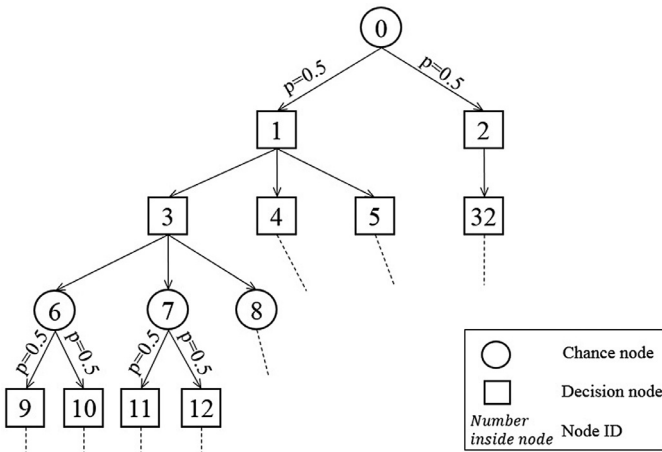 0
p=0.5 p=0.5
1 2
3 4 5 32
6 7 8
p=0.5 p=0.5 p=0.5 p=0.5
9 10 11 12
Chance node
Decision node
Number
inside node Node ID